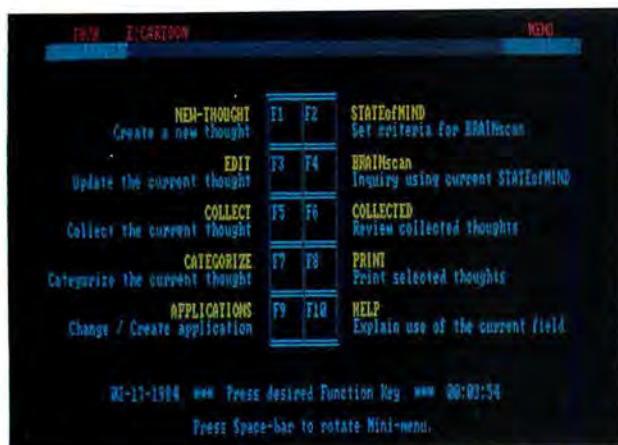 E:CARTOON MENU
NEW-THOUGHT F1 F2 STATEofMIND
Create a new thought Set criteria for BRAINscan
EDIT F3 F4 BRAINscan
Update the current thought Inquiry using current STATEofMIND
COLLECT F5 F6 COLLECTED
Collect the current thought Review collected thoughts
CATEGORIZE F7 F8 PRINT
Categorize the current thought Print selected thoughts
APPLICATIONS F9 F10 HELP
Change / Create application Explain use of the current field
02-17-1984 *** Press desired Function Key *** 00:03:54
Press Space-bar to rotate Mini-menu.